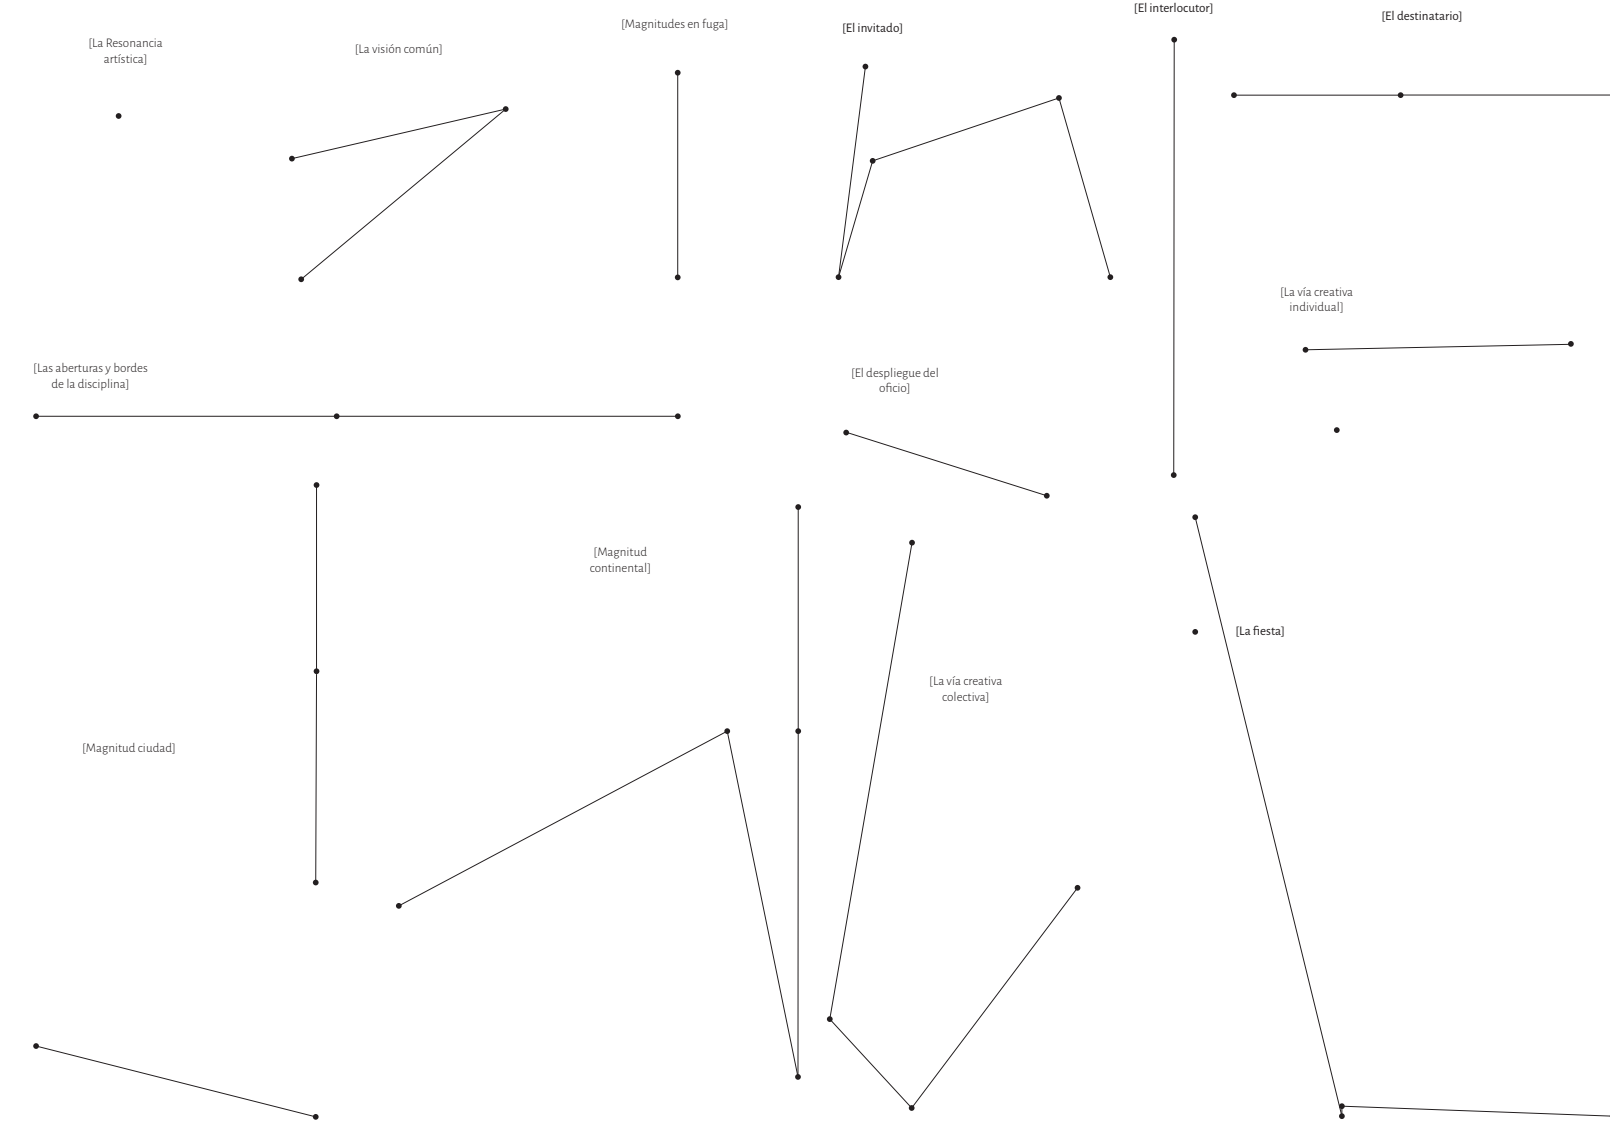 [La Resonancia
artística]
[La visión común]
[Magnitudes en fuga]
[El invitado]
[El interlocutor]
[El destinatario]
[La vía creativa
individual]
[Las aberturas y bordes
de la disciplina]
[El despliegue del
oficio]
[Magnitud
continental]
[La fiesta]
[La vía creativa
colectiva]
[Magnitud ciudad]